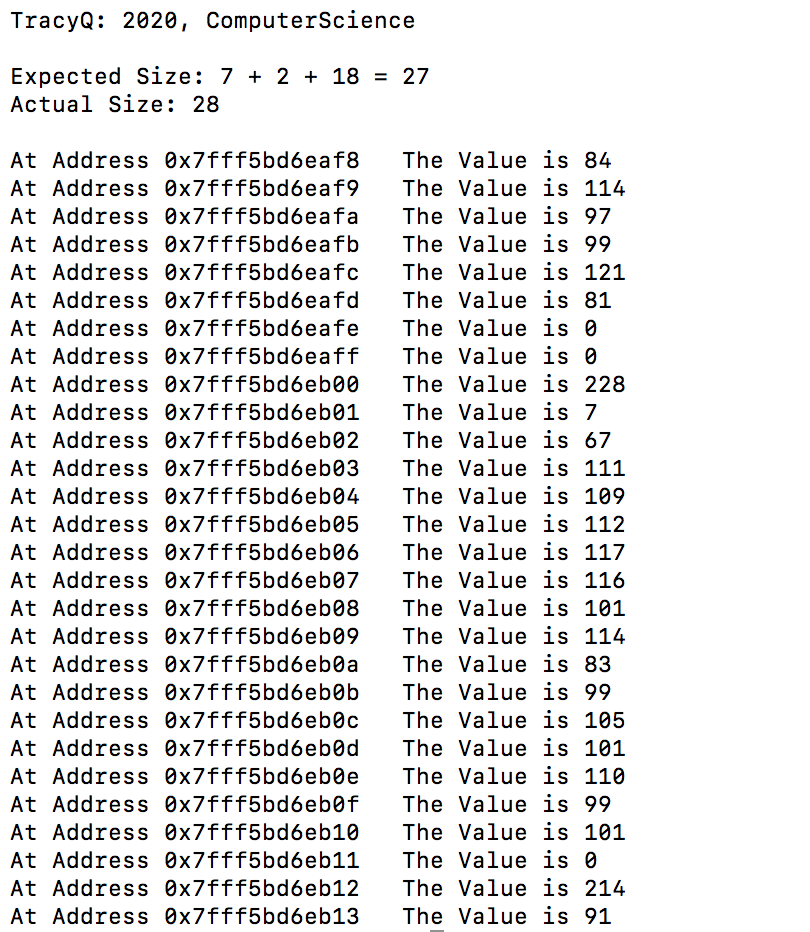 TracyQ: 2020, ComputerScience
Expected Size: 7 + 2 + 18 = 27
Actual Size: 28
At Address 0x7fff5bd6eaf8   The Value is 84
At Address 0x7fff5bd6eaf9   The Value is 114
At Address 0x7fff5bd6eafa   The Value is 97
At Address 0x7fff5bd6eafb   The Value is 99
At Address 0x7fff5bd6eafc   The Value is 121
At Address 0x7fff5bd6eafd   The Value is 81
At Address 0x7fff5bd6eafe   The Value is 0
At Address 0x7fff5bd6eaff   The Value is 0
At Address 0x7fff5bd6eb00   The Value is 228
At Address 0x7fff5bd6eb01   The Value is 7
At Address 0x7fff5bd6eb02   The Value is 67
At Address 0x7fff5bd6eb03   The Value is 111
At Address 0x7fff5bd6eb04   The Value is 109
At Address 0x7fff5bd6eb05   The Value is 112
At Address 0x7fff5bd6eb06   The Value is 117
At Address 0x7fff5bd6eb07   The Value is 116
At Address 0x7fff5bd6eb08   The Value is 101
At Address 0x7fff5bd6eb09   The Value is 114
At Address 0x7fff5bd6eb0a   The Value is 83
At Address 0x7fff5bd6eb0b   The Value is 99
At Address 0x7fff5bd6eb0c   The Value is 105
At Address 0x7fff5bd6eb0d   The Value is 101
At Address 0x7fff5bd6eb0e   The Value is 110
At Address 0x7fff5bd6eb0f   The Value is 99
At Address 0x7fff5bd6eb10   The Value is 101
At Address 0x7fff5bd6eb11   The Value is 0
At Address 0x7fff5bd6eb12   The Value is 214
At Address 0x7fff5bd6eb13   The Value is 91